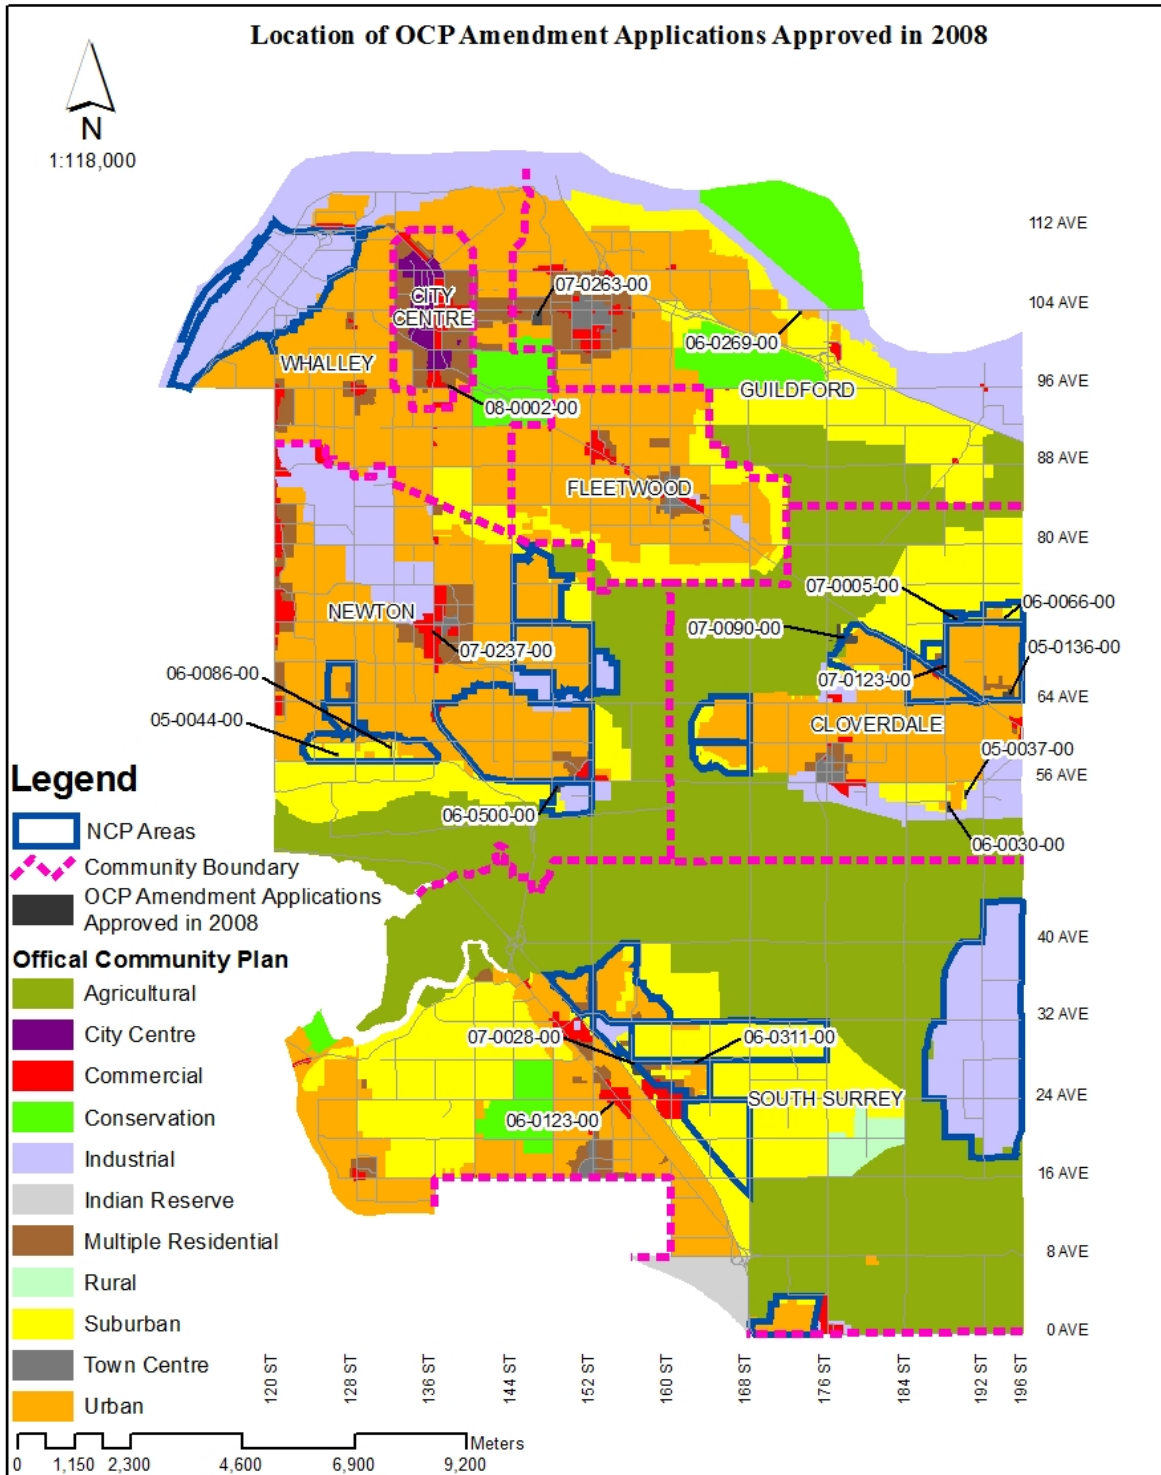 Location of OCP Amendment Applications Approved in 2008
N
1:118,000
112 AVE
07-0263-00
104 AVE
CITY
CENTRE
06-0269-00
WHALLEY
96 AVE
GUILDFORD
08-0002-00
88 AVE
FLEETWOOD
80 AVE
07-0005-00
06-0066-00
NEWTON
07-0090-00
05-0136-00
07-0237-00
06-0086-00
07-0123-00
64 AVE
05-0044-00
CLOVERDALE
05-0037-00
56 AVE
06-0500-00
06-0030-00
Legend
NCP Areas
Community Boundary
OCP Amendment Applications
Approved in 2008
Offical Community Plan
Agricultural
City Centre
Commercial
Conservation
Industrial
Indian Reserve
Multiple Residential
Rural
Suburban
Town Centre
Urban
40 AVE
32 AVE
07-0028-00
06-0311-00
24 AVE
SOUTH SURREY
06-0123-00
16 AVE
8 AVE
0 AVE
120 ST
128 ST
136 ST
144 ST
152 ST
160 ST
168 ST
176 ST
184 ST
192 ST
196 ST
Meters
0 1,150 2,300 4,600 6,900 9,200